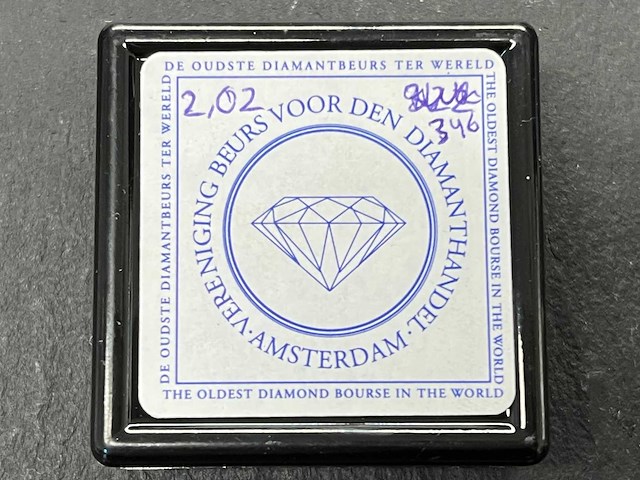 DE OUDSTE DIAMANTBEURS TER WERELD
DE OUDSTE DIAMANTBEURS TER WERELD
THE OLDEST DIAMOND BOURSE IN THE WORLD
2,02
346
VERENIGING BEURS VOOR DEN DIAMANTHANDEL · AMSTERDAM ·
THE OLDEST DIAMOND BOURSE IN THE WORLD